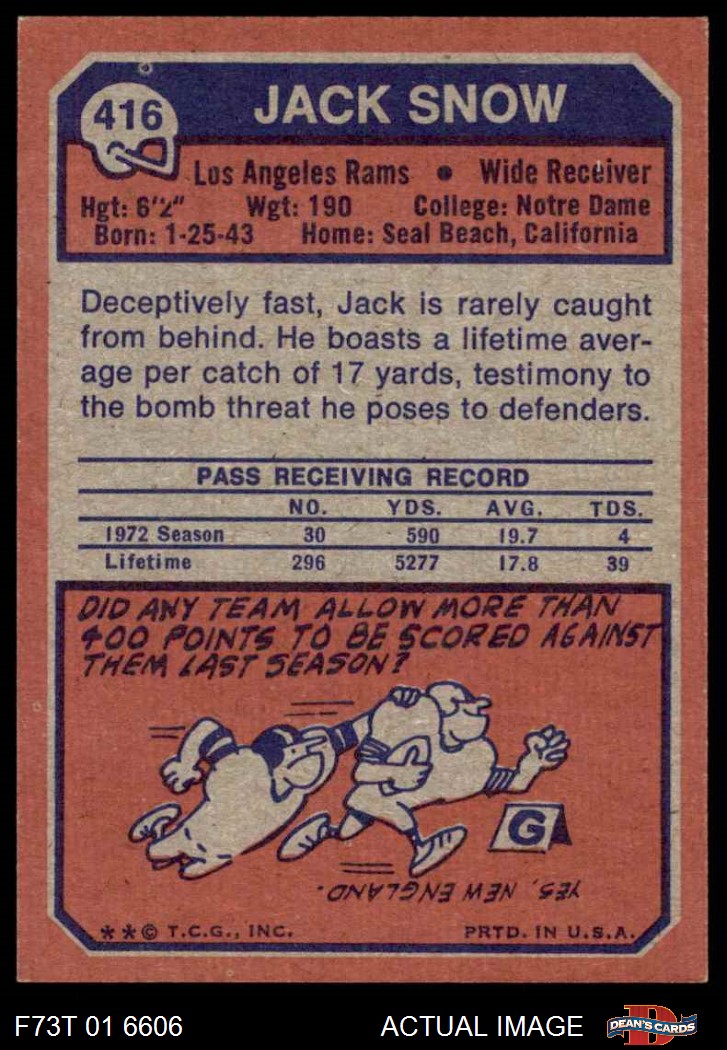 416
JACK SNOW
Los Angeles Rams • Wide Receiver
Hgt: 6'2" Wgt: 190 College: Notre Dame
Born: 1-25-43 Home: Seal Beach, California
Deceptively fast, Jack is rarely caught
from behind. He boasts a lifetime aver-
age per catch of 17 yards, testimony to
the bomb threat he poses to defenders.
PASS RECEIVING RECORD
NO. YDS. AVG. TDS.
1972 Season 30 590 19.7 4
Lifetime 296 5277 17.8 39
DID ANY TEAM ALLOW MORE THAN
400 POINTS TO BE SCORED AGAINST
THEM LAST SEASON?
G
YES, NEW ENGLAND.
**© T.C.G., INC. PRTD. IN U.S.A.
F73T 01 6606 ACTUAL IMAGE D DEAN'S CARDS